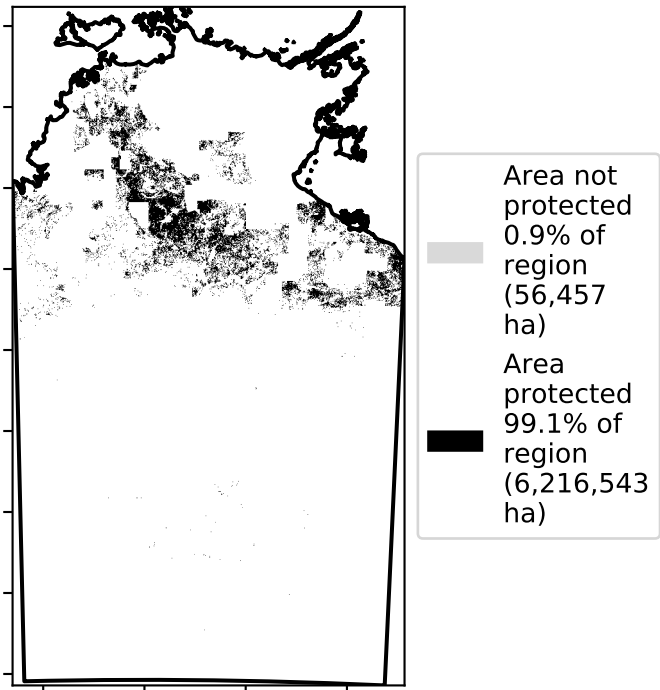 Area not
protected
0.9% of
region
(56,457
ha)
Area
protected
99.1% of
region
(6,216,543
ha)